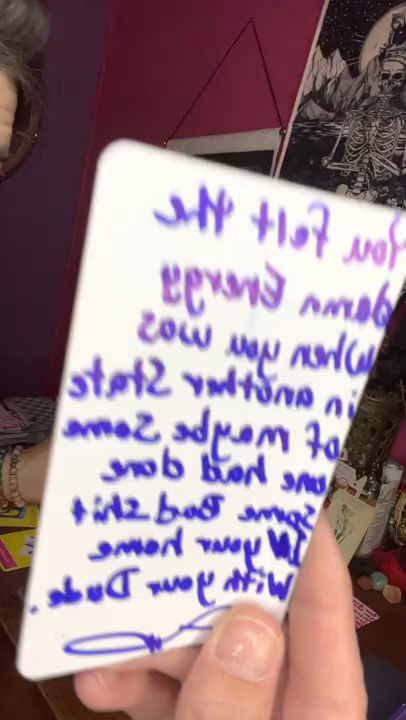 You Felt the
damn Energy
When you was
in another State
of maybe Some
one had done
some Bad shit
IN your home
With your Dude.